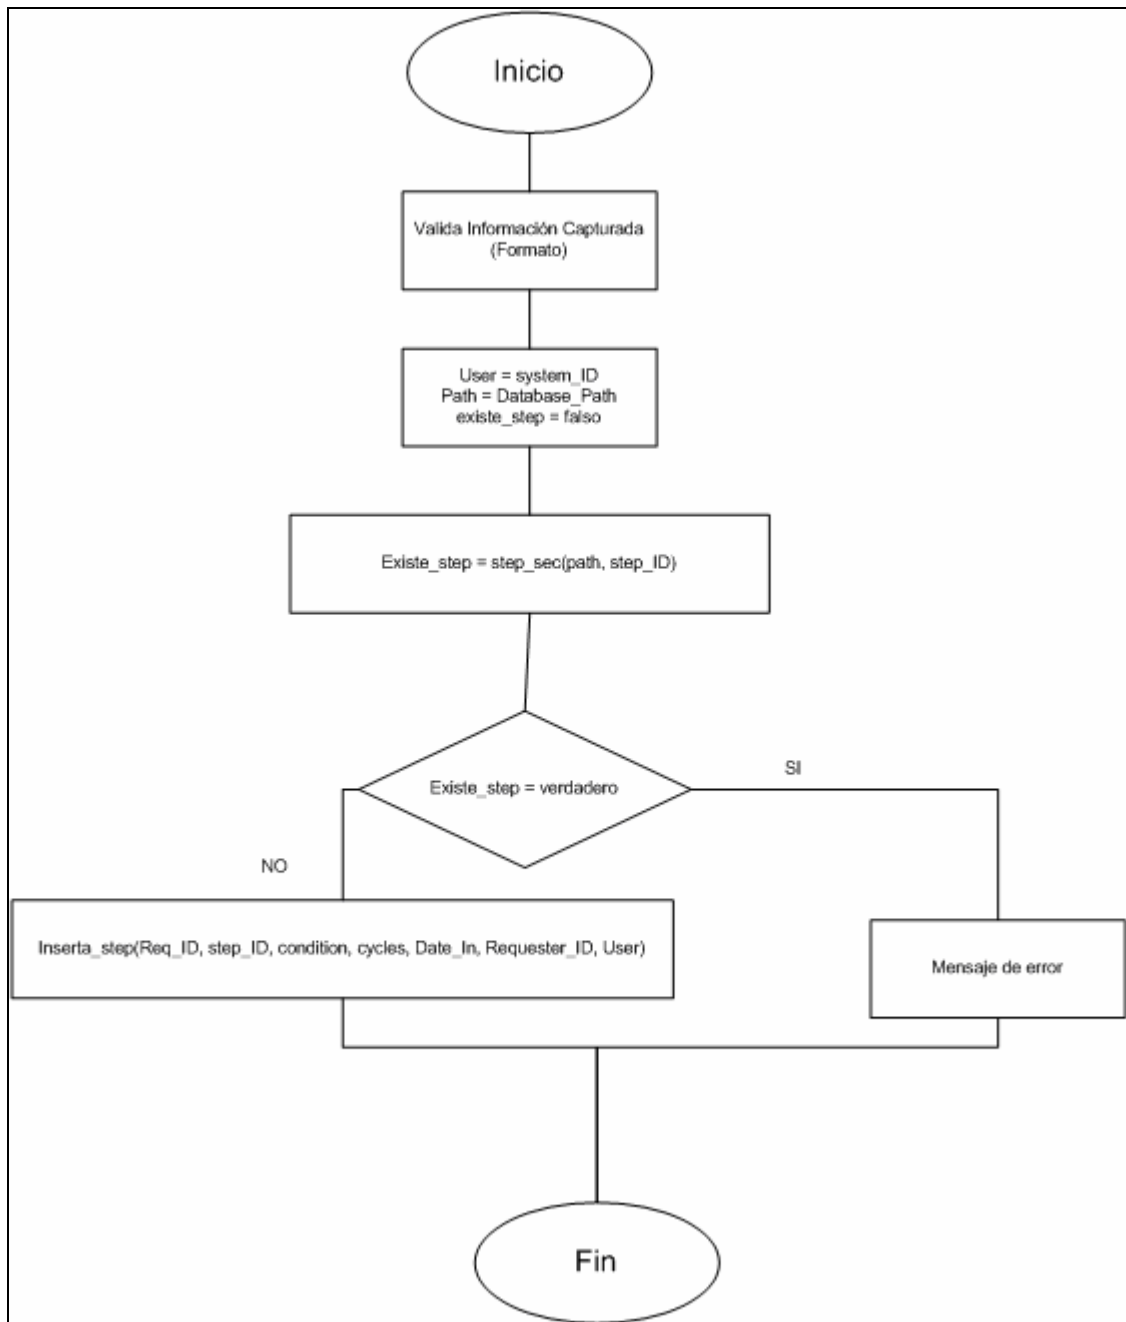 Inicio
Valida Información Capturada
(Formato)
User = system_ID
Path = Database_Path
existe_step = falso
Existe_step = step_sec(path, step_ID)
Existe_step = verdadero
SI
NO
Inserta_step(Req_ID, step_ID, condition, cycles, Date_In, Requester_ID, User)
Mensaje de error
Fin